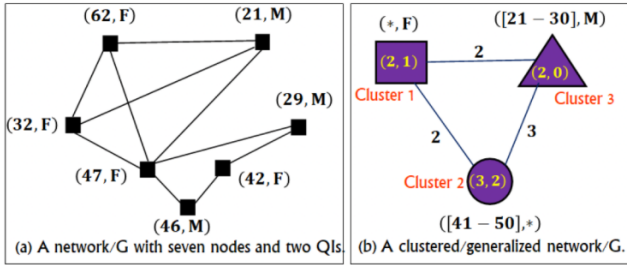 (62, F)
(21, M)
(29, M)
(32, F)
(47, F)
(42, F)
(46, M)
(a) A network/G with seven nodes and two QIs.
([21 − 30], M)
(∗, F)
2
(2, 1)
(2, 0)
Cluster 1
Cluster 3
2
3
Cluster 2
(3, 2)
([41 − 50],∗)
(b) A clustered/generalized network/G.